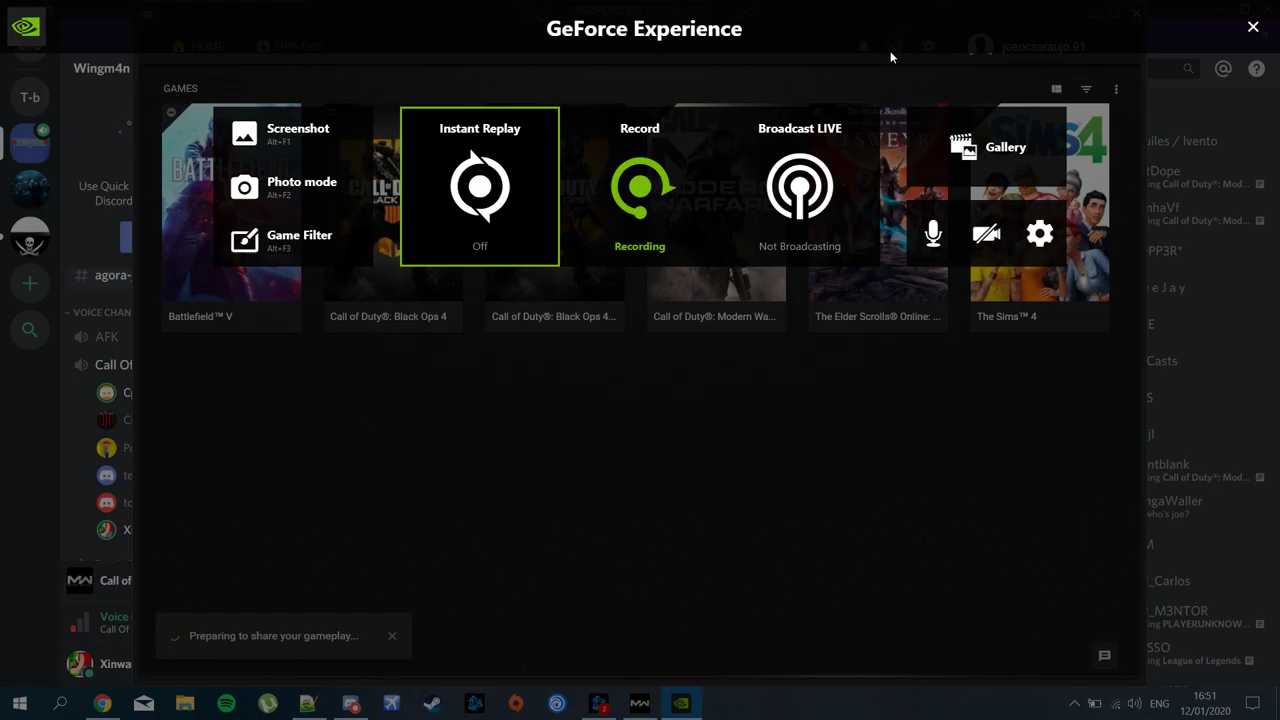 GeForce Experience
HOME
DRIVERS
joaocsaraujo.91
Wingm4n
T-b
GAMES
Screenshot
Alt+F1
Photo mode
Alt+F2
Game Filter
Alt+F3
Instant Replay
Off
Record
Recording
Broadcast LIVE
Not Broadcasting
Gallery
Use Quick
Discord
agora-
VOICE CHAN
AFK
Call Of
Battlefield™ V
Call of Duty®: Black Ops 4
Call of Duty®: Black Ops 4...
Call of Duty®: Modern Wa...
The Elder Scrolls® Online: ...
The Sims™ 4
uiles / Ivento
tDope
ing Call of Duty®: Mod...
nhaVf
ing Call of Duty®: Mod...
PP3R*
e J a y
Casts
ntblank
ing Call of Duty®: Mod...
ngaWaller
who's joe?
_Carlos
_M3NTOR
ing PLAYERUNKNOW...
SSO
ing League of Legends
Call of
Voice
Call Of
Xinwa
Preparing to share your gameplay...
ENG
16:51
12/01/2020